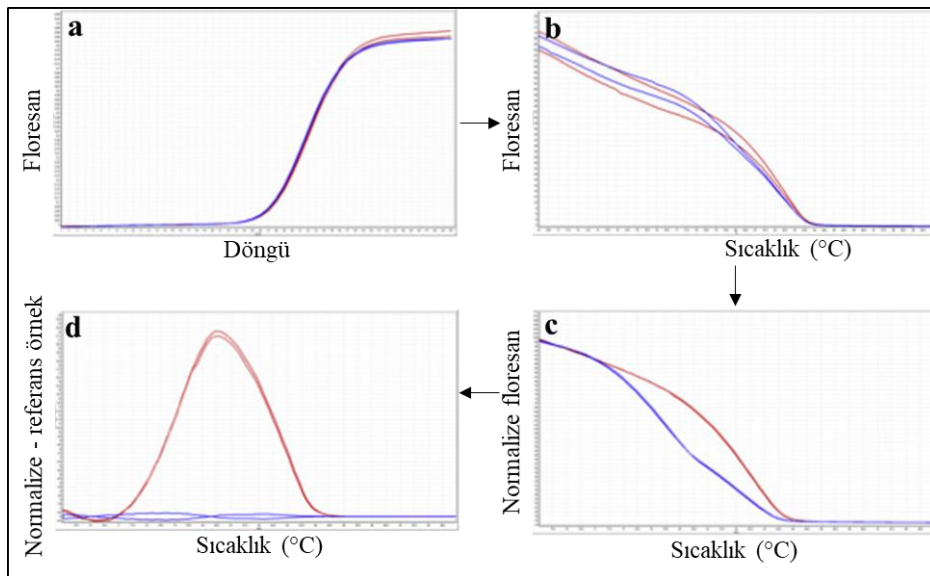 a
Floresan
Döngü
b
Floresan
Sıcaklık (°C)
d
Normalize - referans örnek
Sıcaklık (°C)
c
Normalize floresan
Sıcaklık (°C)